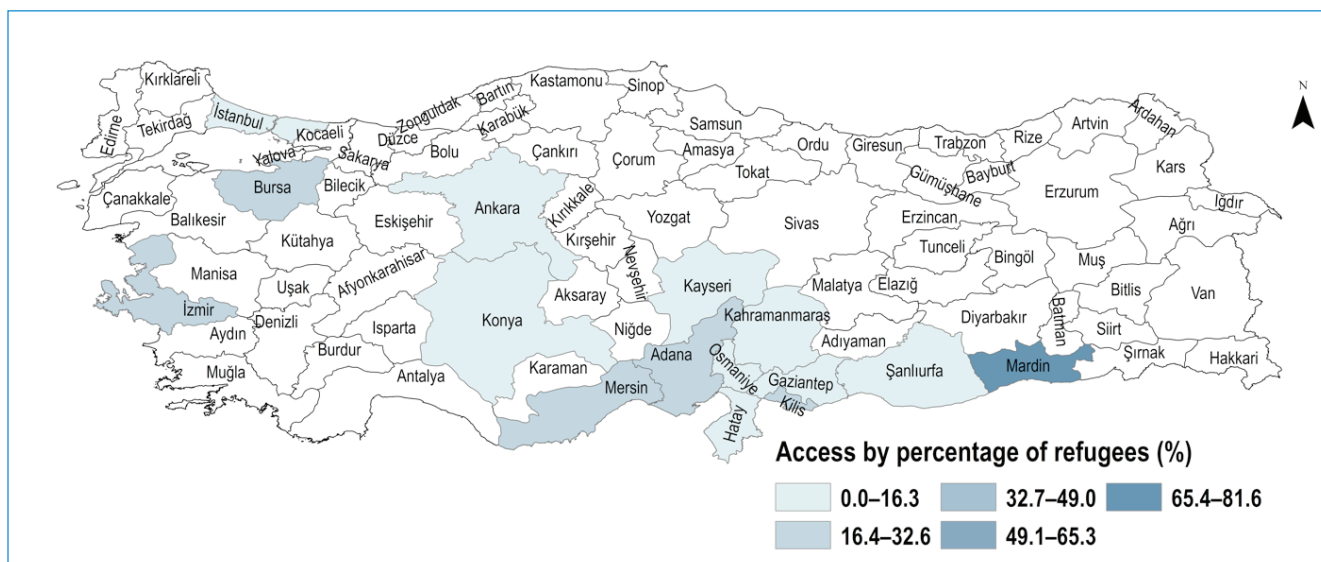 N
Kırklareli
Edirne
Tekirdağ
İstanbul
Kocaeli
Yalova
Sakarya
Düzce
Zonguldak
Bartın
Karabük
Kastamonu
Sinop
Bolu
Çankırı
Çorum
Samsun
Amasya
Tokat
Ordu
Giresun
Trabzon
Gümüşhane
Bayburt
Rize
Artvin
Ardahan
Kars
Iğdır
Ağrı
Erzurum
Erzincan
Çanakkale
Balıkesir
Bursa
Bilecik
Eskişehir
Kütahya
Ankara
Kırıkkale
Kırşehir
Yozgat
Sivas
Tunceli
Bingöl
Muş
Bitlis
Van
Manisa
Uşak
Afyonkarahisar
İzmir
Aydın
Denizli
Isparta
Burdur
Muğla
Antalya
Konya
Aksaray
Nevşehir
Niğde
Kayseri
Karaman
Mersin
Adana
Osmaniye
Kahramanmaraş
Malatya
Elazığ
Adıyaman
Gaziantep
Kilis
Hatay
Şanlıurfa
Diyarbakır
Batman
Siirt
Mardin
Şırnak
Hakkari
Access by percentage of refugees (%)
0.0–16.3 32.7–49.0 65.4–81.6
16.4–32.6 49.1–65.3